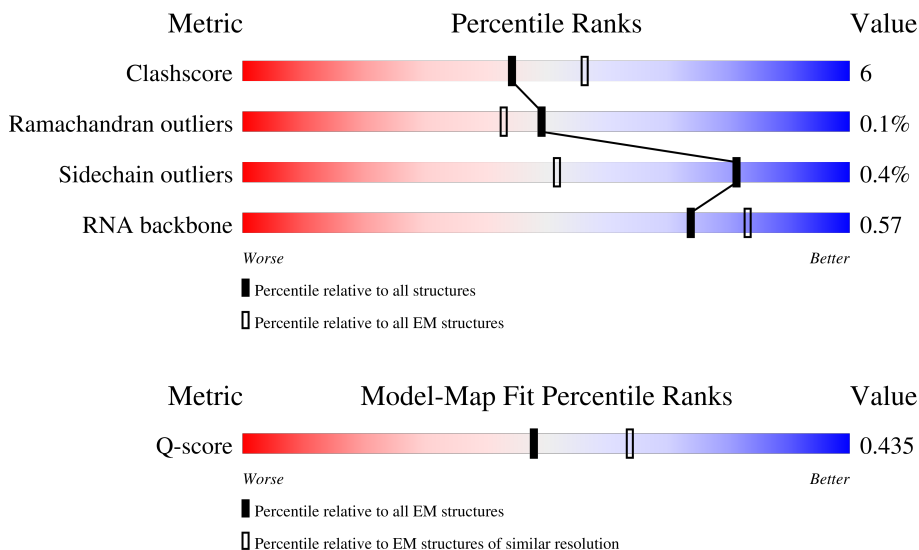 Metric Percentile Ranks Value
Clashscore 6
Ramachandran outliers 0.1%
Sidechain outliers 0.4%
RNA backbone 0.57
Worse Better
Percentile relative to all structures
Percentile relative to all EM structures
Metric Model-Map Fit Percentile Ranks Value
Q-score 0.435
Worse Better
Percentile relative to all EM structures
Percentile relative to EM structures of similar resolution